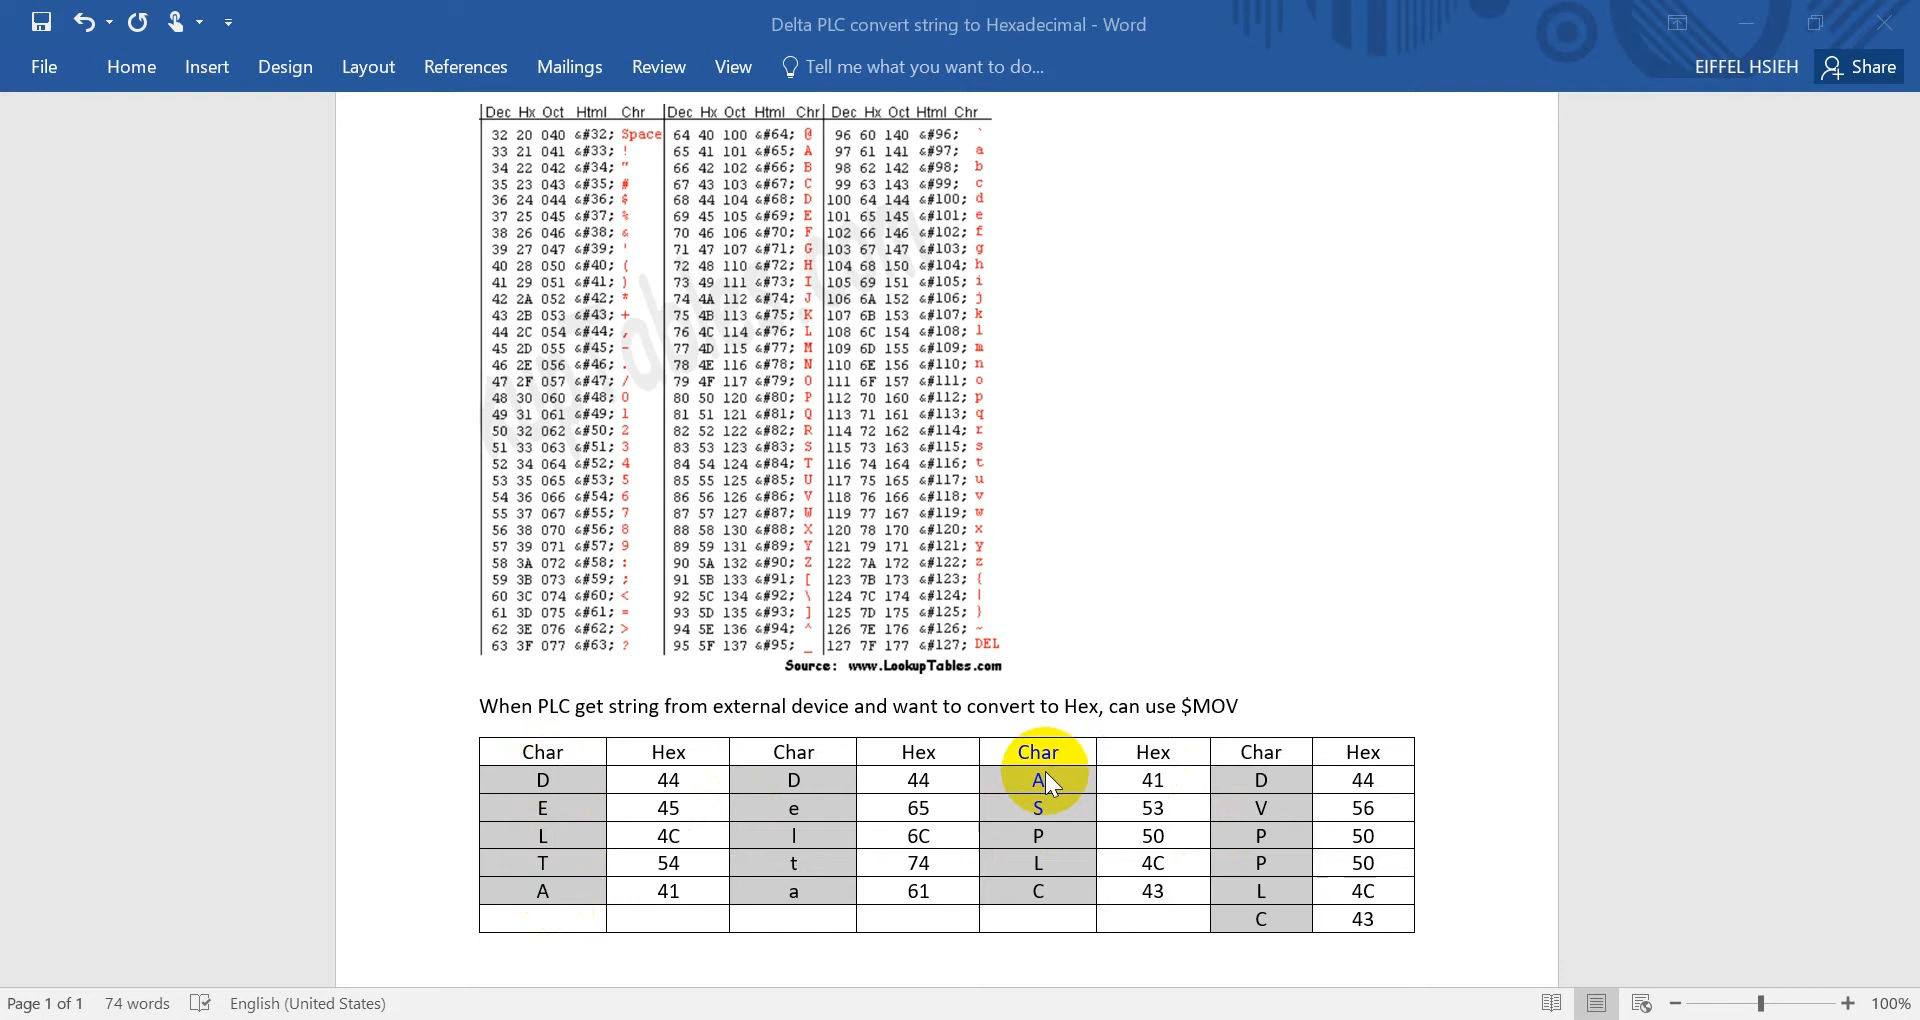 Delta PLC convert string to Hexadecimal - Word
File Home Insert Design Layout References Mailings Review View Tell me what you want to do... EIFFEL HSIEH Share
Dec Hx Oct Html Chr Dec Hx Oct Html Chr Dec Hx Oct Html Chr
32 20 040 &#32; Space 64 40 100 &#64; @ 96 60 140 &#96; `
33 21 041 &#33; ! 65 41 101 &#65; A 97 61 141 &#97; a
34 22 042 &#34; " 66 42 102 &#66; B 98 62 142 &#98; b
35 23 043 &#35; # 67 43 103 &#67; C 99 63 143 &#99; c
36 24 044 &#36; $ 68 44 104 &#68; D 100 64 144 &#100; d
37 25 045 &#37; % 69 45 105 &#69; E 101 65 145 &#101; e
38 26 046 &#38; & 70 46 106 &#70; F 102 66 146 &#102; f
39 27 047 &#39; ' 71 47 107 &#71; G 103 67 147 &#103; g
40 28 050 &#40; ( 72 48 110 &#72; H 104 68 150 &#104; h
41 29 051 &#41; ) 73 49 111 &#73; I 105 69 151 &#105; i
42 2A 052 &#42; * 74 4A 112 &#74; J 106 6A 152 &#106; j
43 2B 053 &#43; + 75 4B 113 &#75; K 107 6B 153 &#107; k
44 2C 054 &#44; , 76 4C 114 &#76; L 108 6C 154 &#108; l
45 2D 055 &#45; - 77 4D 115 &#77; M 109 6D 155 &#109; m
46 2E 056 &#46; . 78 4E 116 &#78; N 110 6E 156 &#110; n
47 2F 057 &#47; / 79 4F 117 &#79; O 111 6F 157 &#111; o
48 30 060 &#48; 0 80 50 120 &#80; P 112 70 160 &#112; p
49 31 061 &#49; 1 81 51 121 &#81; Q 113 71 161 &#113; q
50 32 062 &#50; 2 82 52 122 &#82; R 114 72 162 &#114; r
51 33 063 &#51; 3 83 53 123 &#83; S 115 73 163 &#115; s
52 34 064 &#52; 4 84 54 124 &#84; T 116 74 164 &#116; t
53 35 065 &#53; 5 85 55 125 &#85; U 117 75 165 &#117; u
54 36 066 &#54; 6 86 56 126 &#86; V 118 76 166 &#118; v
55 37 067 &#55; 7 87 57 127 &#87; W 119 77 167 &#119; w
56 38 070 &#56; 8 88 58 130 &#88; X 120 78 170 &#120; x
57 39 071 &#57; 9 89 59 131 &#89; Y 121 79 171 &#121; y
58 3A 072 &#58; : 90 5A 132 &#90; Z 122 7A 172 &#122; z
59 3B 073 &#59; ; 91 5B 133 &#91; [ 123 7B 173 &#123; {
60 3C 074 &#60; < 92 5C 134 &#92; \ 124 7C 174 &#124; |
61 3D 075 &#61; = 93 5D 135 &#93; ] 125 7D 175 &#125; }
62 3E 076 &#62; > 94 5E 136 &#94; ^ 126 7E 176 &#126; ~
63 3F 077 &#63; ? 95 5F 137 &#95; _ 127 7F 177 &#127; DEL
Source: www.LookupTables.com
When PLC get string from external device and want to convert to Hex, can use $MOV
Char Hex Char Hex Char Hex Char Hex
D 44 D 44 A 41 D 44
E 45 e 65 S 53 V 56
L 4C l 6C P 50 P 50
T 54 t 74 L 4C P 50
A 41 a 61 C 43 L 4C
C 43
Page 1 of 1 74 words English (United States) 100%